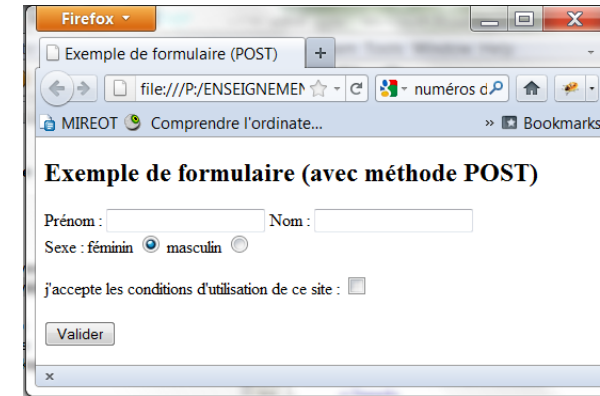 Firefox
Exemple de formulaire (POST)
file:///P:/ENSEIGNEMEN
numéros d
MIREOT Comprendre l'ordinate... » Bookmarks
Exemple de formulaire (avec méthode POST)
Prénom : Nom :
Sexe : féminin masculin
j'accepte les conditions d'utilisation de ce site :
Valider